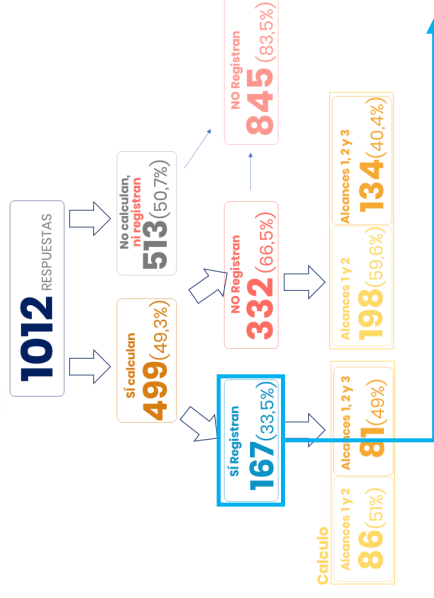 1012 RESPUESTAS
Sí calculan
499(49,3%)
No calculan,
ni registran
513(50,7%)
SÍ Registran
167(33,5%)
NO Registran
332(66,5%)
NO Registran
845(83,5%)
Calculo
Alcances 1 y 2
86(51%)
Alcances 1, 2 y 3
81(49%)
Alcances 1 y 2
198(59,6%)
Alcances 1, 2 y 3
134(40,4%)